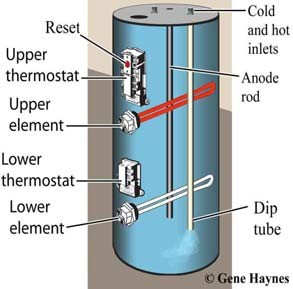 Reset
Upper
thermostat
Upper
element
Lower
thermostat
Lower
element
Cold
and hot
inlets
Anode
rod
Dip
tube
© Gene Haynes